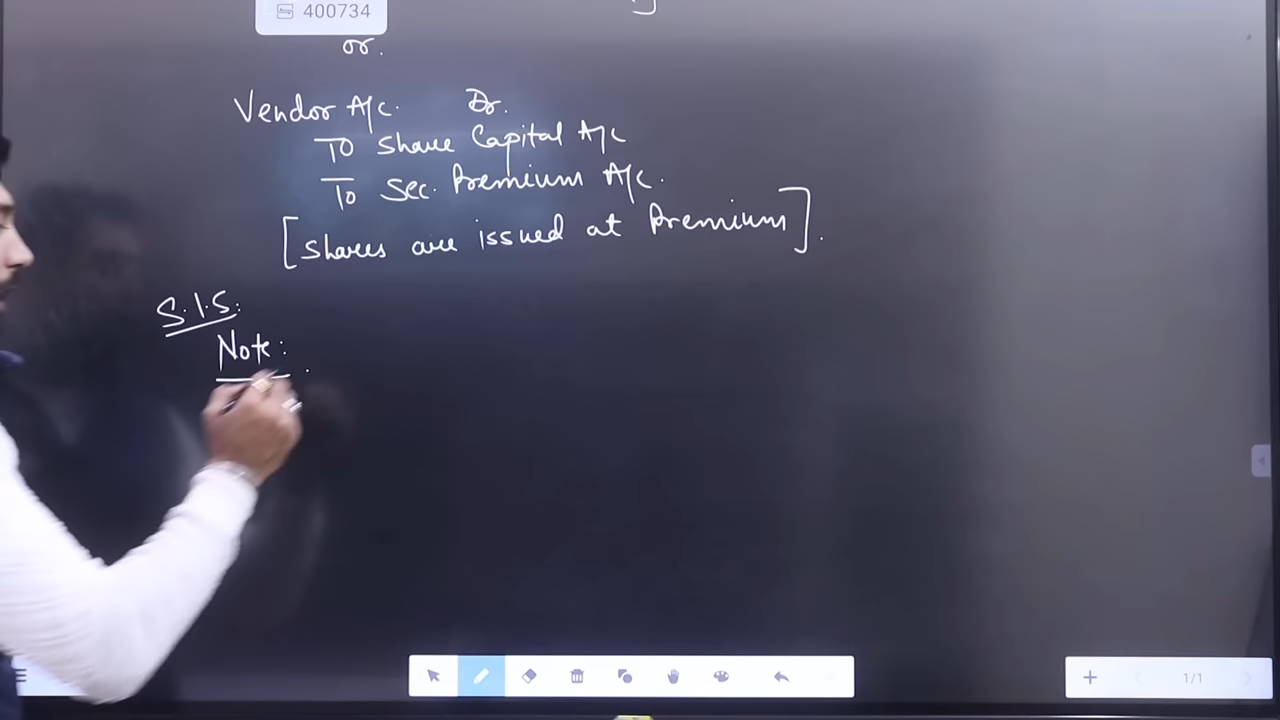 400734
or.
Vendor A/c. Dr.
To Share Capital A/c
To Sec. Premium A/c.
[Shares are issued at Premium].
S.I.S:
Note:
1/1